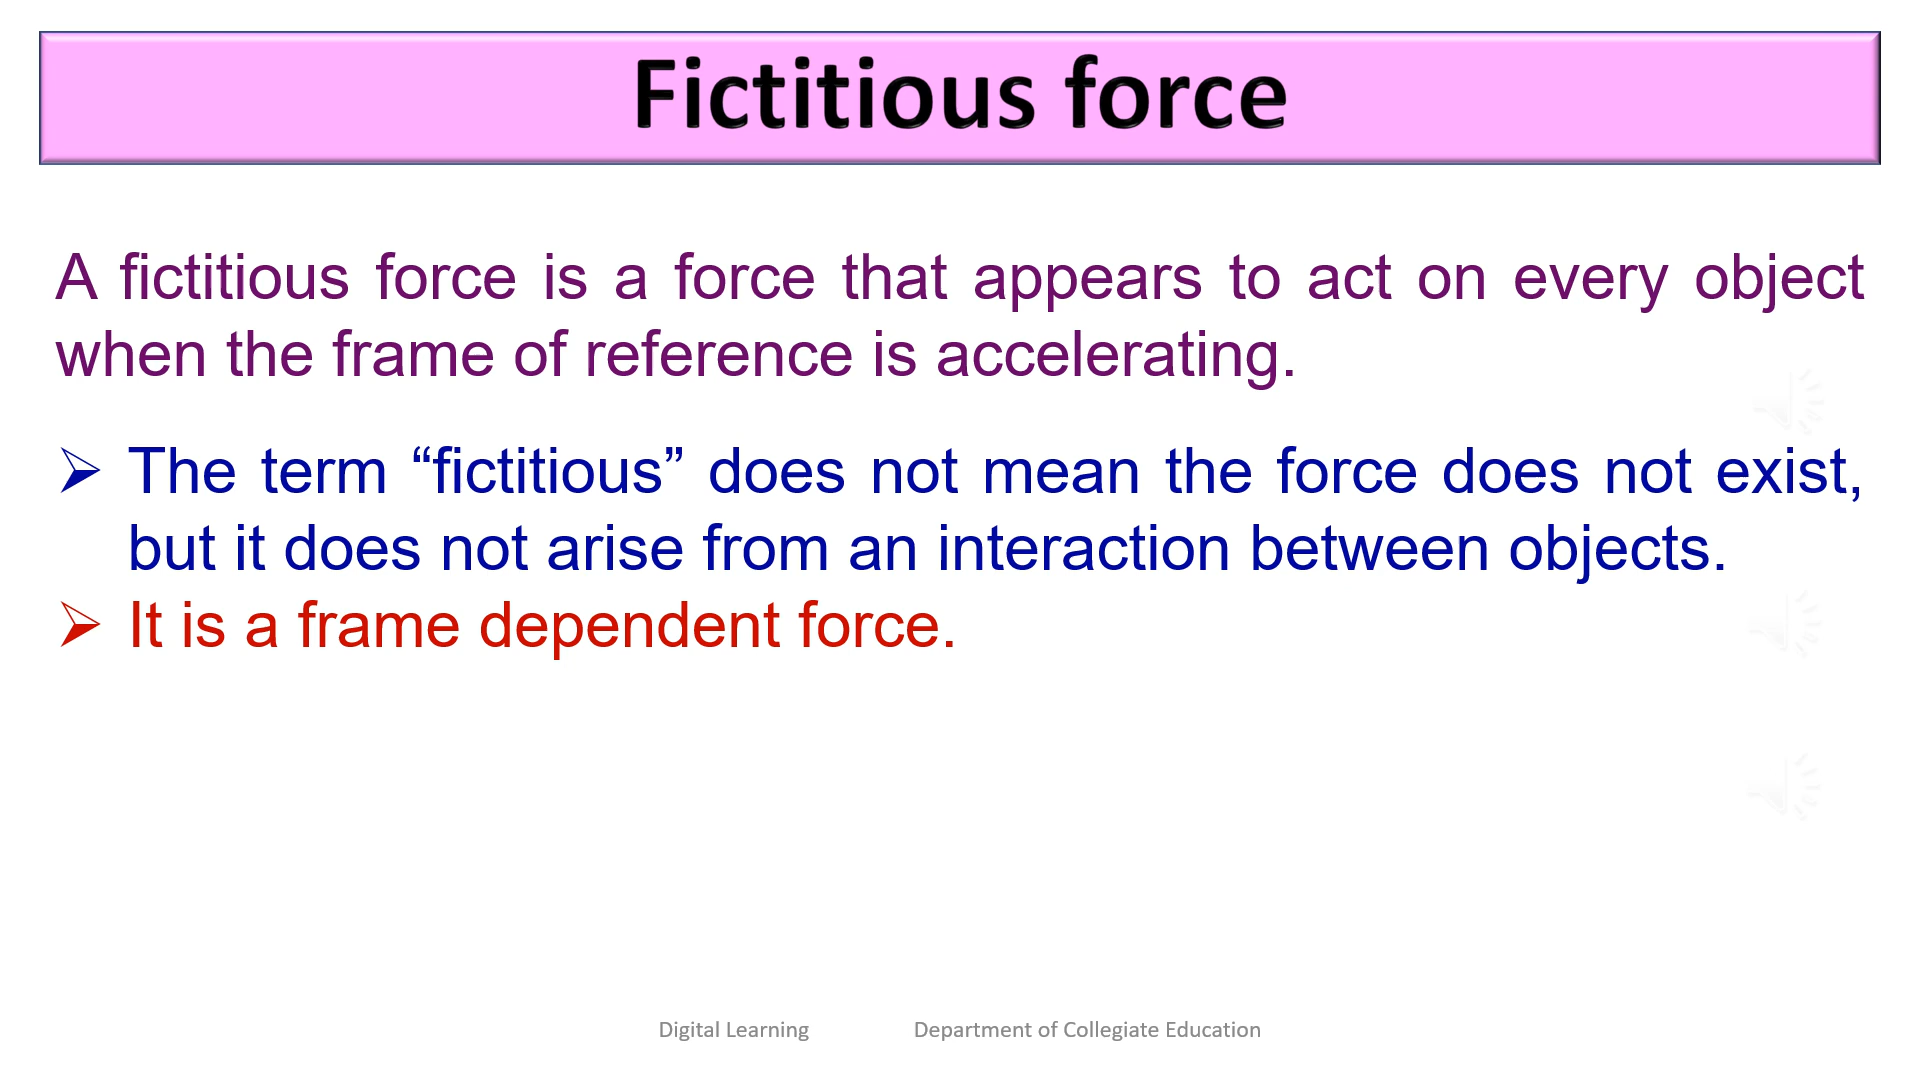 Fictitious force
A fictitious force is a force that appears to act on every object
when the frame of reference is accelerating.
➢ The term “fictitious” does not mean the force does not exist,
but it does not arise from an interaction between objects.
➢ It is a frame dependent force.
Digital Learning Department of Collegiate Education